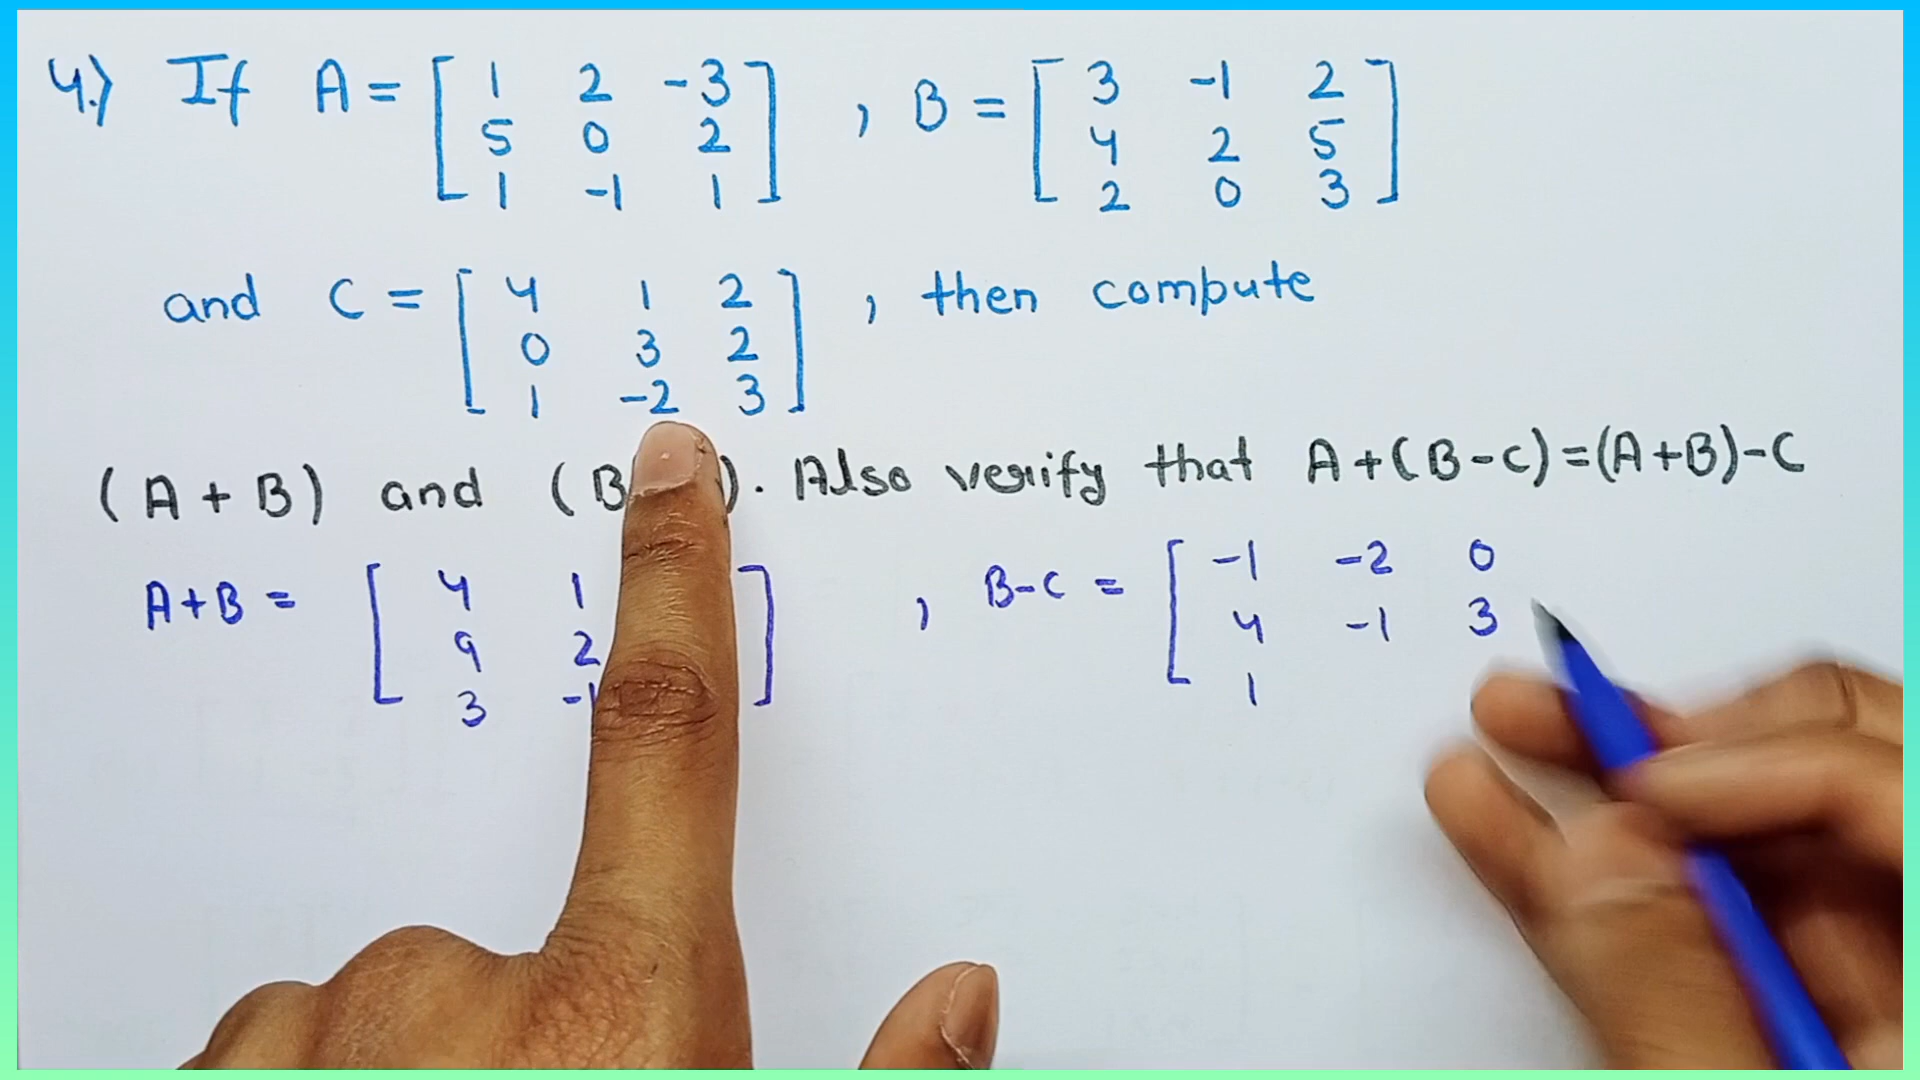 4.) If A = [ 1 2 -3 ] , B = [ 3 -1 2 ]
5 0 2 4 2 5
1 -1 1 2 0 3
and C = [ 4 1 2 ] , then compute
0 3 2
1 -2 3
(A + B) and (B ). Also verify that A+(B-C)=(A+B)-C
A+B = [ 4 1 ] , B-C = [ -1 -2 0
9 2 4 -1 3
3 -1 1